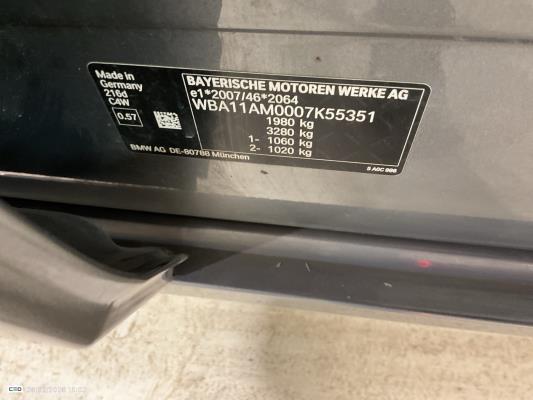 Made in
Germany
216d
C4W
0.57
BMW AG DE-80788 München
BAYERISCHE MOTOREN WERKE AG
e1*2007/46*2064
WBA11AM0007K55351
1980 kg
3280 kg
1- 1060 kg
2- 1020 kg